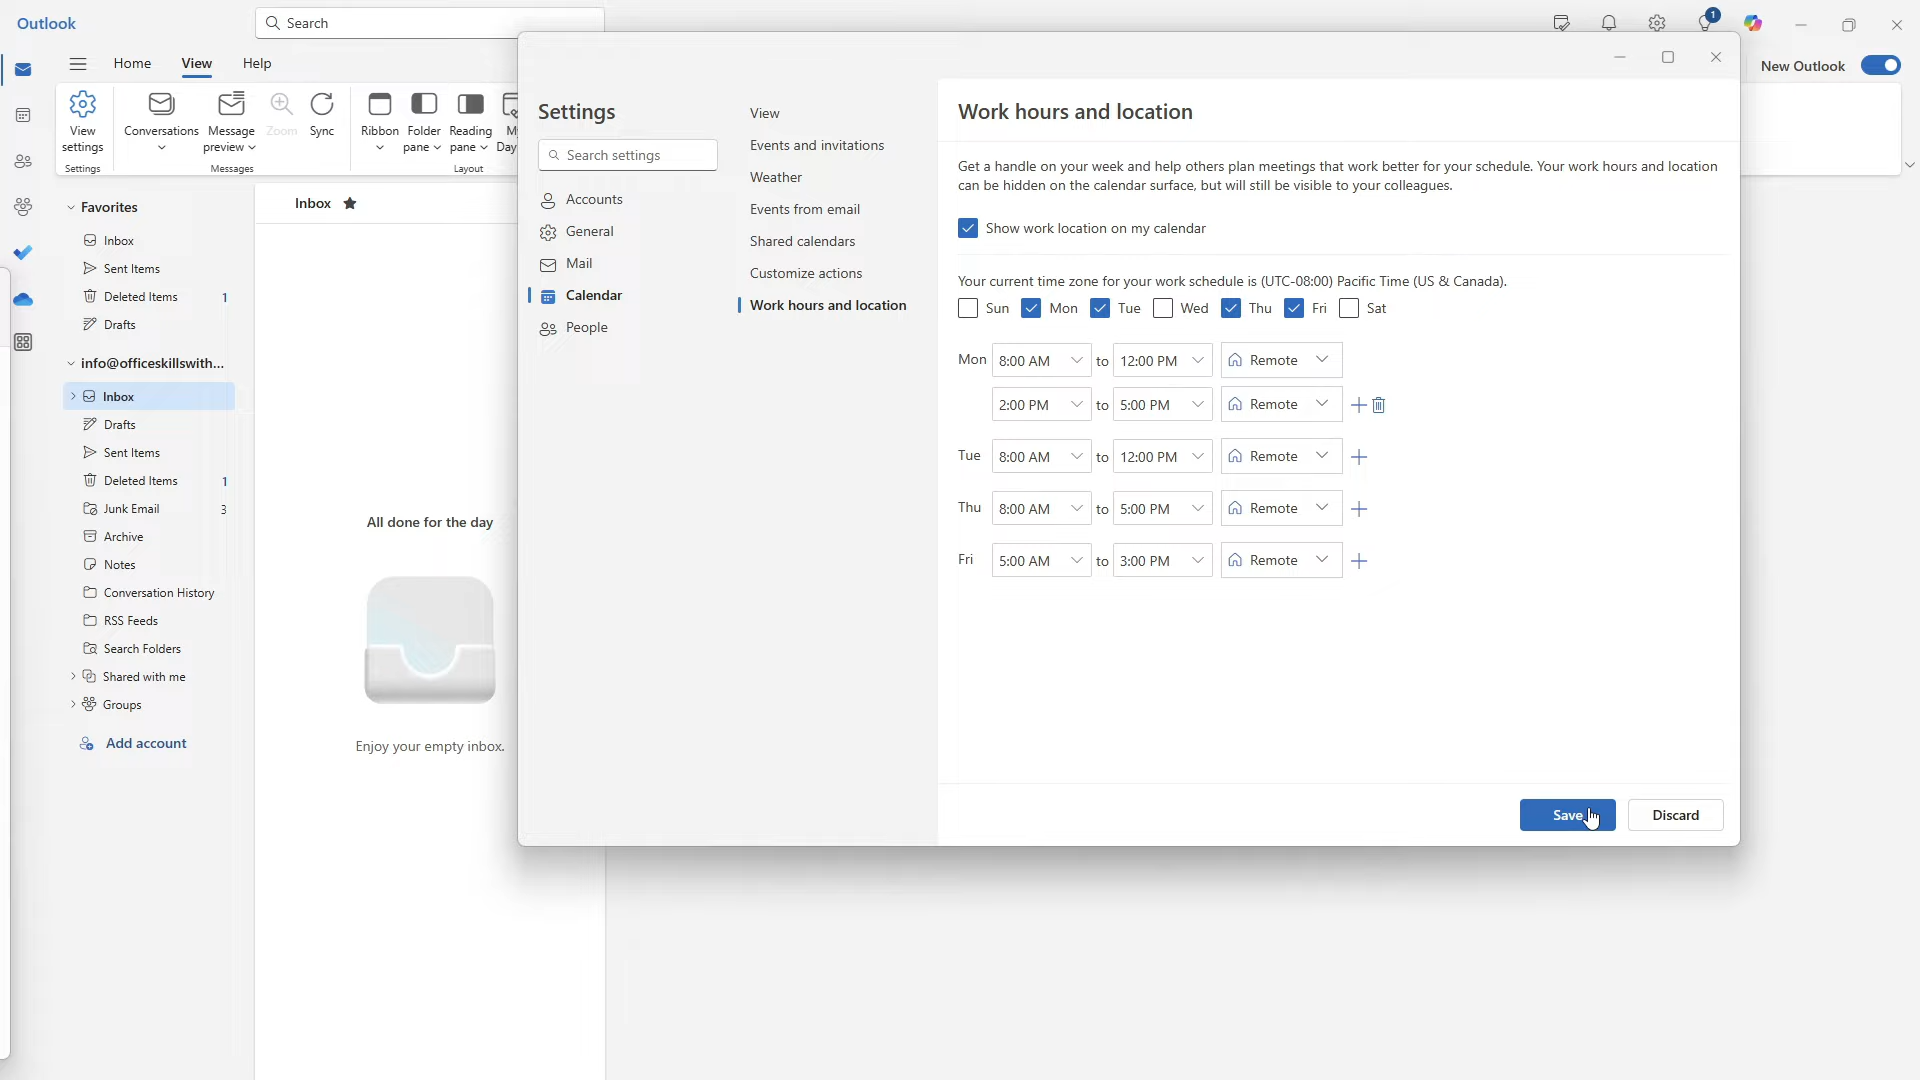 Outlook
Search
1
Home
View
Help
New Outlook
View settings
Settings
Conversations
Message preview
Zoom
Sync
Messages
Ribbon
Folder pane
Reading pane
Layout
Favorites
Inbox
Sent Items
Deleted Items 1
Drafts
info@officeskillswith...
Inbox
Drafts
Sent Items
Deleted Items 1
Junk Email 3
Archive
Notes
Conversation History
RSS Feeds
Search Folders
Shared with me
Groups
Add account
Inbox
All done for the day
Enjoy your empty inbox.
Settings
Search settings
Accounts
General
Mail
Calendar
People
View
Events and invitations
Weather
Events from email
Shared calendars
Customize actions
Work hours and location
Work hours and location
Get a handle on your week and help others plan meetings that work better for your schedule. Your work hours and location
can be hidden on the calendar surface, but will still be visible to your colleagues.
Show work location on my calendar
Your current time zone for your work schedule is (UTC-08:00) Pacific Time (US & Canada).
Sun Mon Tue Wed Thu Fri Sat
Mon 8:00 AM to 12:00 PM Remote
2:00 PM to 5:00 PM Remote
Tue 8:00 AM to 12:00 PM Remote
Thu 8:00 AM to 5:00 PM Remote
Fri 5:00 AM to 3:00 PM Remote
Save
Discard